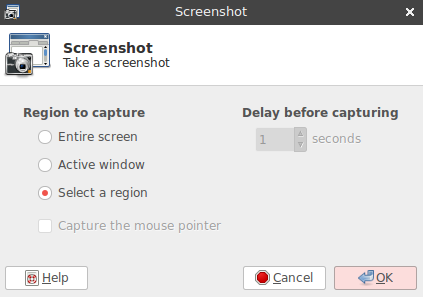 Screenshot
Screenshot
Take a screenshot
Region to capture
Entire screen
Active window
Select a region
Capture the mouse pointer
Delay before capturing
1 seconds
Help
Cancel
OK